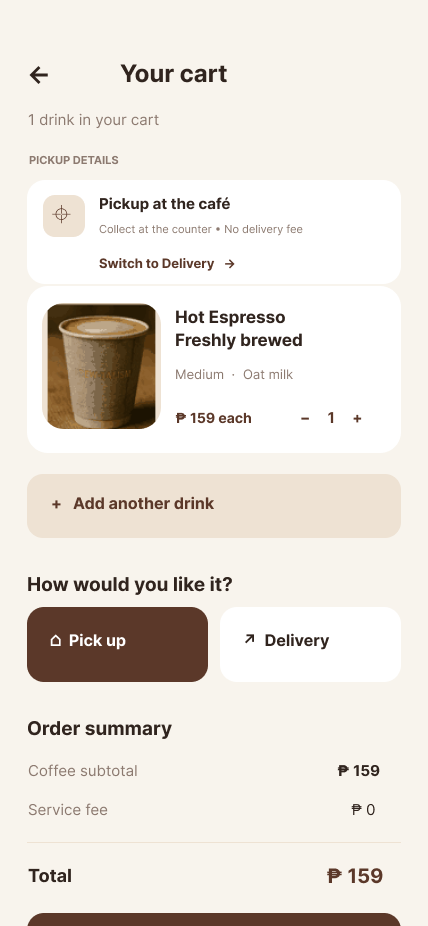 ← Your cart
1 drink in your cart
PICKUP DETAILS
Pickup at the café
Collect at the counter • No delivery fee
Switch to Delivery →
Hot Espresso
Freshly brewed
Medium · Oat milk
₱ 159 each − 1 +
+ Add another drink
How would you like it?
⌂ Pick up
↗ Delivery
Order summary
Coffee subtotal ₱ 159
Service fee ₱ 0
Total ₱ 159